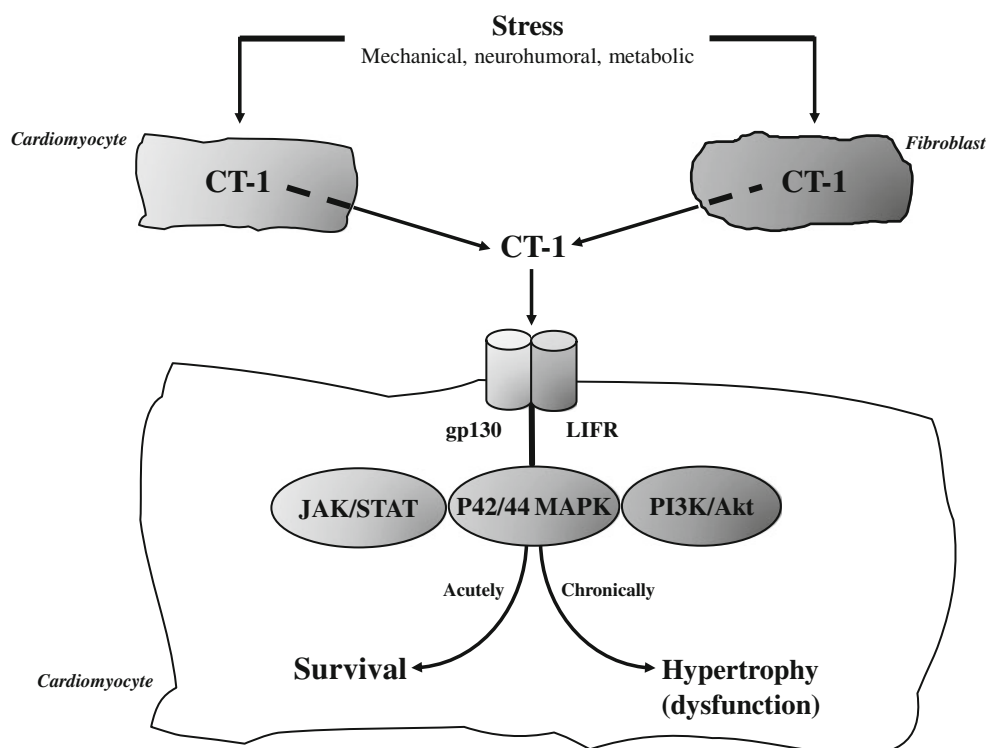 Stress
Mechanical, neurohumoral, metabolic
Cardiomyocyte
Fibroblast
CT-1
CT-1
CT-1
gp130
LIFR
JAK/STAT
P42/44 MAPK
PI3K/Akt
Acutely
Chronically
Survival
Hypertrophy
(dysfunction)
Cardiomyocyte